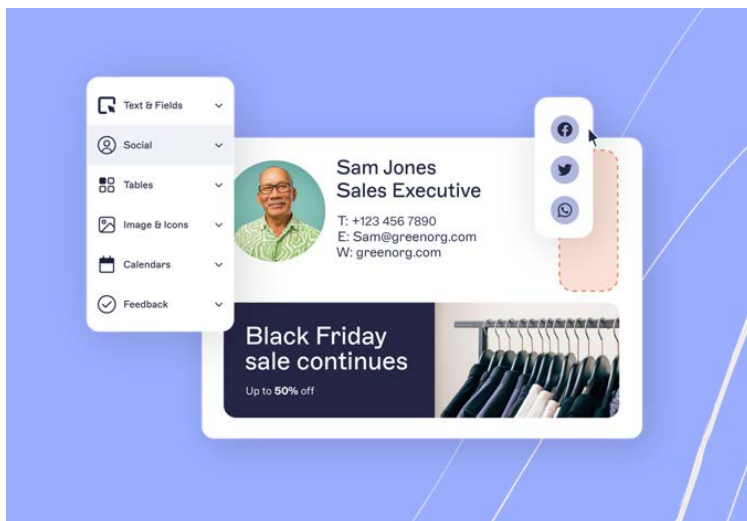 Text & Fields
Social
Tables
Image & Icons
Calendars
Feedback
Sam Jones
Sales Executive
T: +123 456 7890
E: Sam@greenorg.com
W: greenorg.com
Black Friday
sale continues
Up to 50% off